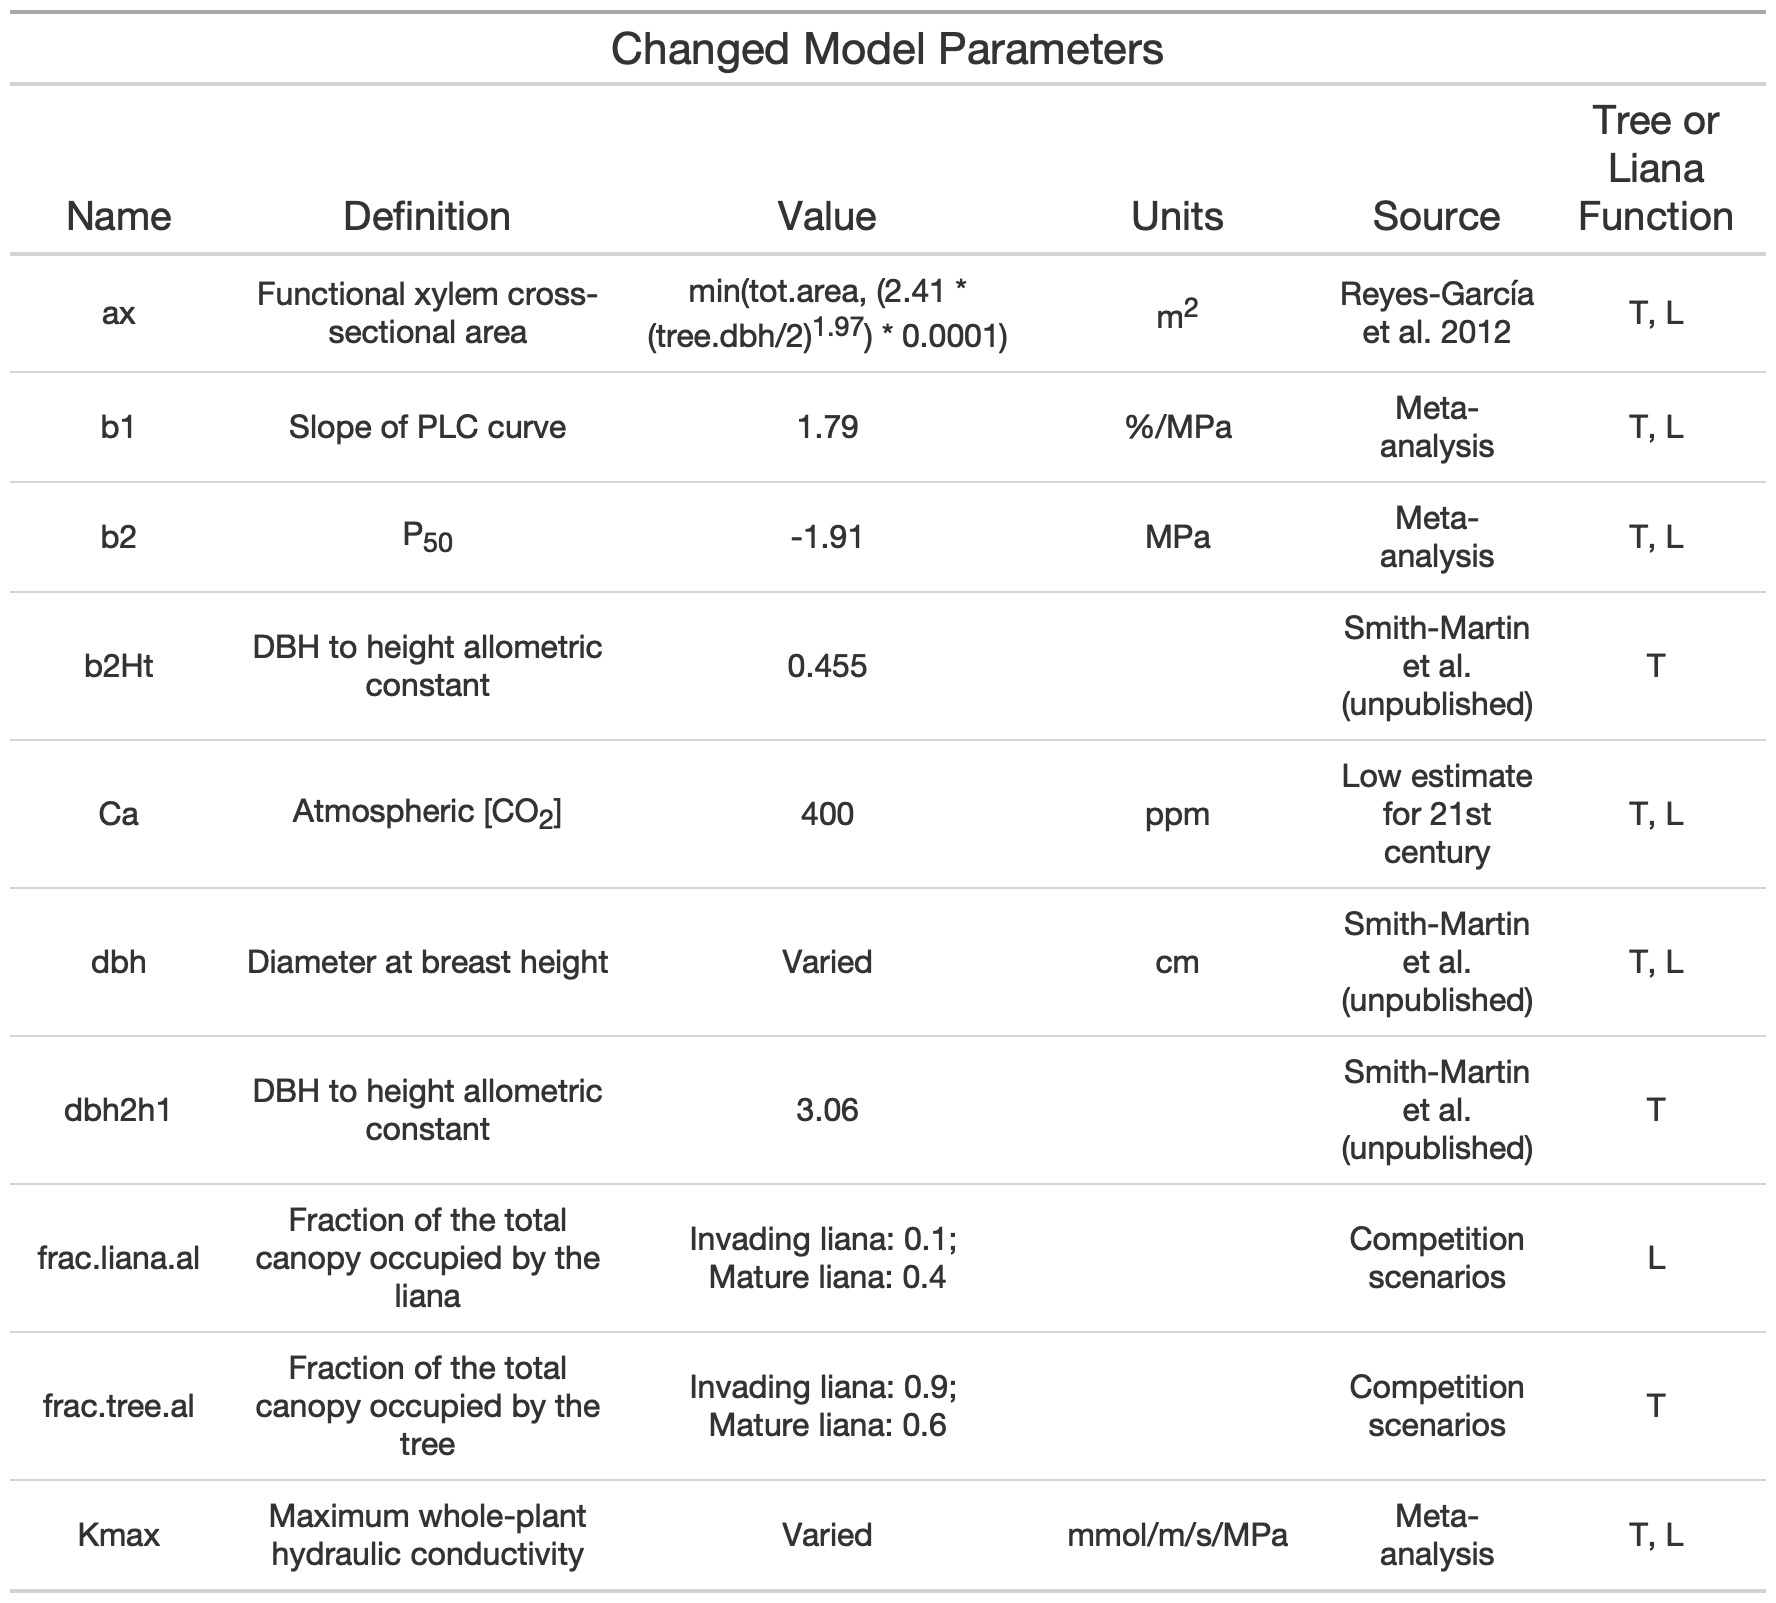 Changed Model Parameters
Name Definition Value Units Source Tree or Liana Function
ax Functional xylem cross-sectional area min(tot.area, (2.41 * (tree.dbh/2)^1.97) * 0.0001) m² Reyes-García et al. 2012 T, L
b1 Slope of PLC curve 1.79 %/MPa Meta-analysis T, L
b2 P₅₀ -1.91 MPa Meta-analysis T, L
b2Ht DBH to height allometric constant 0.455 Smith-Martin et al. (unpublished) T
Ca Atmospheric [CO₂] 400 ppm Low estimate for 21st century T, L
dbh Diameter at breast height Varied cm Smith-Martin et al. (unpublished) T, L
dbh2h1 DBH to height allometric constant 3.06 Smith-Martin et al. (unpublished) T
frac.liana.al Fraction of the total canopy occupied by the liana Invading liana: 0.1; Mature liana: 0.4 Competition scenarios L
frac.tree.al Fraction of the total canopy occupied by the tree Invading liana: 0.9; Mature liana: 0.6 Competition scenarios T
Kmax Maximum whole-plant hydraulic conductivity Varied mmol/m/s/MPa Meta-analysis T, L